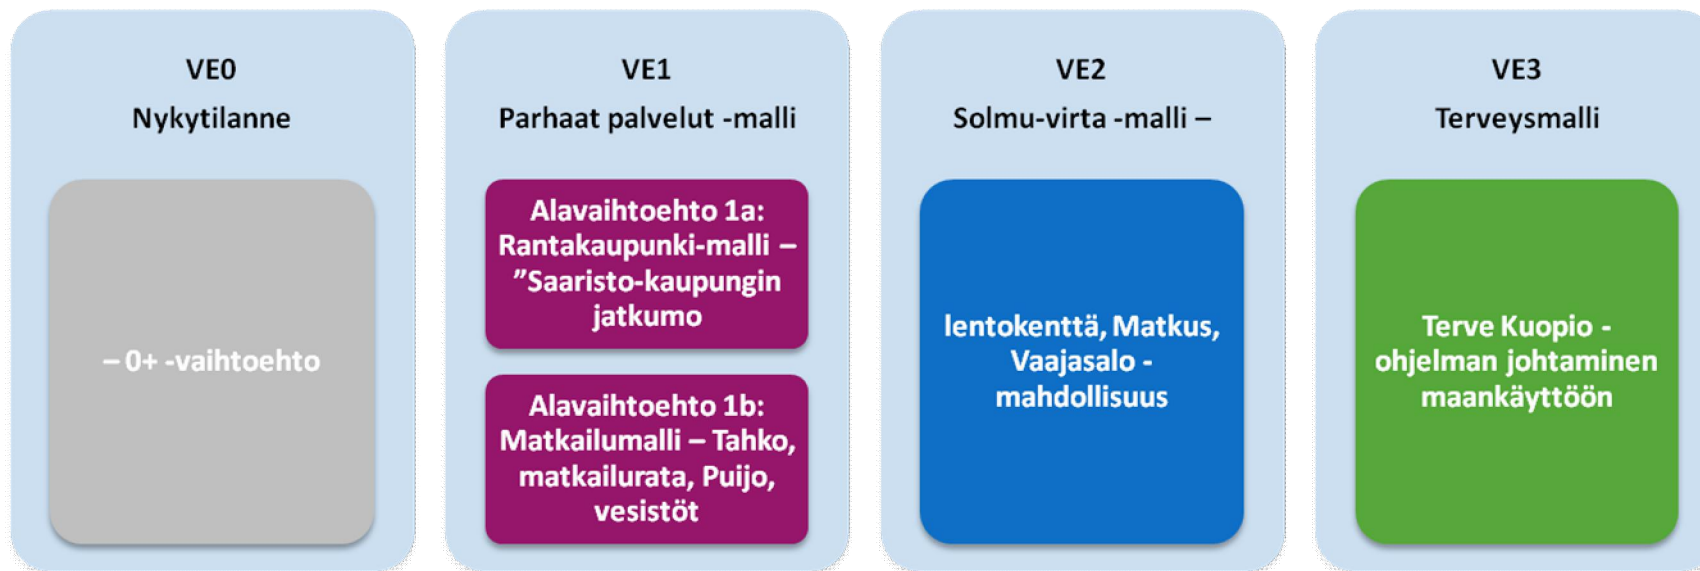 VE0
Nykytilanne
– 0+ -vaihtoehto
VE1
Parhaat palvelut -malli
Alavaihtoehto 1a:
Rantakaupunki-malli –
”Saaristo-kaupungin
jatkumo
Alavaihtoehto 1b:
Matkailumalli – Tahko,
matkailurata, Puijo,
vesistöt
VE2
Solmu-virta -malli –
lentokenttä, Matkus,
Vaajasalo -
mahdollisuus
VE3
Terveysmalli
Terve Kuopio -
ohjelman johtaminen
maankäyttöön